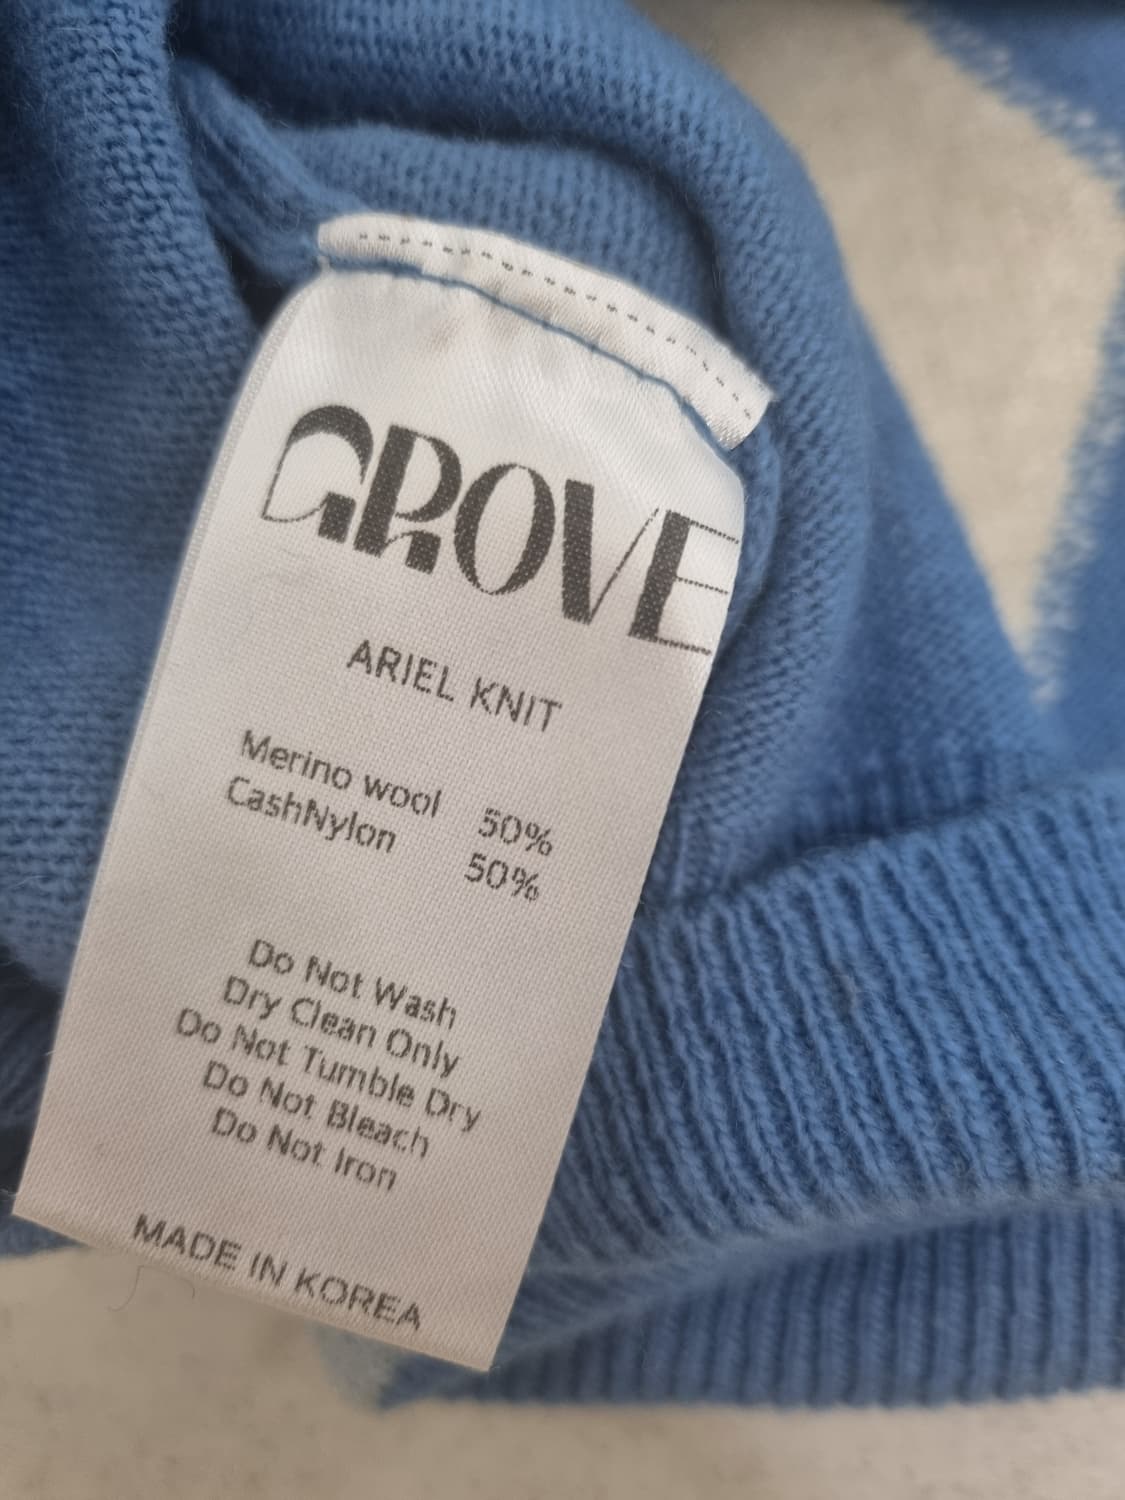 GROVE
ARIEL KNIT
Merino wool 50%
CashNylon 50%
Do Not Wash
Dry Clean Only
Do Not Tumble Dry
Do Not Bleach
Do Not Iron
MADE IN KOREA